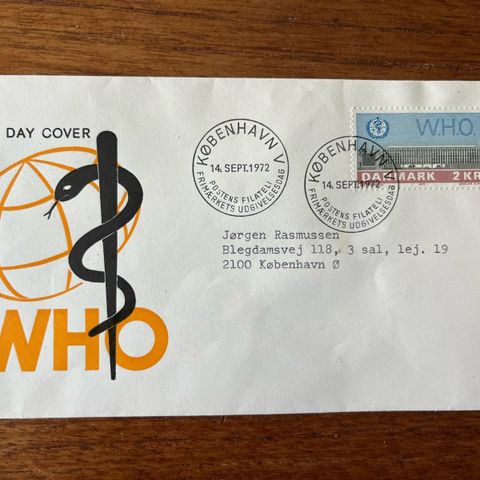 DAY COVER
WHO
KØBENHAVN V
14. SEPT. 1972
POSTENS FILATELI
FRIMÆRKETS UDGIVELSESDAG
KØBENHAVN V
14. SEPT. 1972
POSTENS FILATELI
FRIMÆRKETS UDGIVELSESDAG
W.H.O.
DANMARK 2 KR
Jørgen Rasmussen
Blegdamsvej 118, 3 sal, lej. 19
2100 København Ø